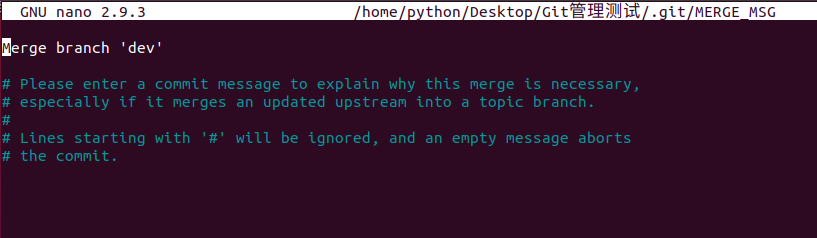 GNU nano 2.9.3 /home/python/Desktop/Git管理测试/.git/MERGE_MSG
Merge branch 'dev'
# Please enter a commit message to explain why this merge is necessary,
# especially if it merges an updated upstream into a topic branch.
#
# Lines starting with '#' will be ignored, and an empty message aborts
# the commit.